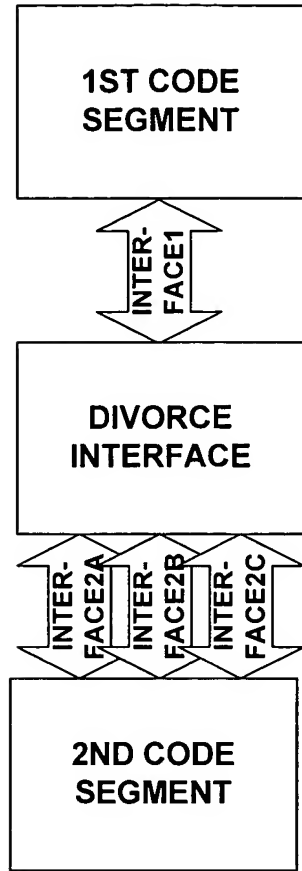 1ST CODE
SEGMENT
INTER-
FACE1
DIVORCE
INTERFACE
INTER-
FACE2A
INTER-
FACE2B
INTER-
FACE2C
2ND CODE
SEGMENT